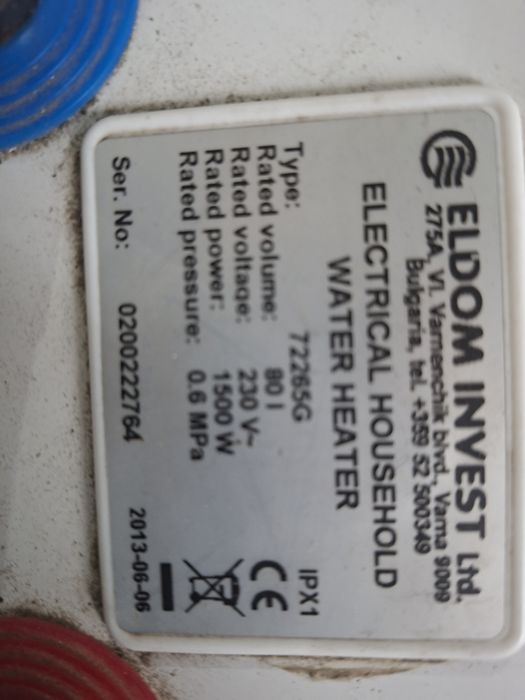 ELDOM INVEST Ltd.
275A, Vl. Varnenchik blvd., Varna 9009
Bulgaria, tel. +359 52 500349
ELECTRICAL HOUSEHOLD
WATER HEATER
Type: 72265G IPX1
Rated volume: 80 l
Rated voltage: 230 V~
Rated power: 1500 W
Rated pressure: 0.6 MPa
Ser. No: 0200222764 2013-06-06